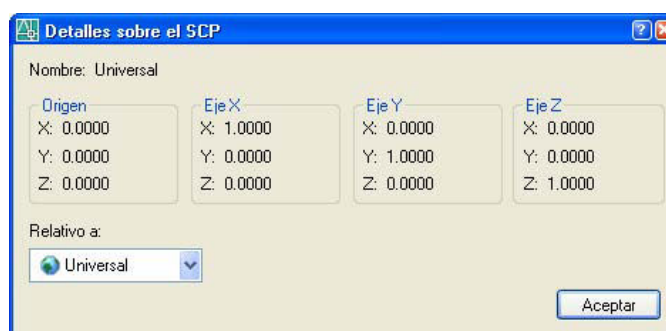 Detalles sobre el SCP
Nombre: Universal
Origen
X: 0.0000
Y: 0.0000
Z: 0.0000
Eje X
X: 1.0000
Y: 0.0000
Z: 0.0000
Eje Y
X: 0.0000
Y: 1.0000
Z: 0.0000
Eje Z
X: 0.0000
Y: 0.0000
Z: 1.0000
Relativo a:
Universal
Aceptar